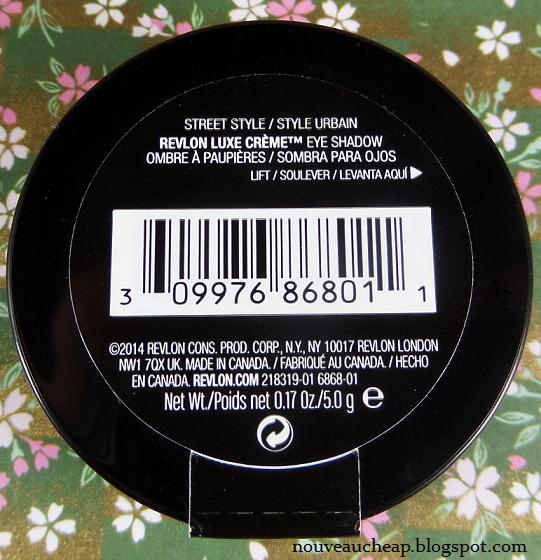 STREET STYLE / STYLE URBAIN
REVLON LUXE CRÈME™ EYE SHADOW
OMBRE À PAUPIÈRES / SOMBRA PARA OJOS
LIFT / SOULEVER / LEVANTA AQUÍ ▶
3 09976 86801 1
©2014 REVLON CONS. PROD. CORP., N.Y., NY 10017 REVLON LONDON
NW1 7QX UK. MADE IN CANADA. / FABRIQUÉ AU CANADA. / HECHO
EN CANADA. REVLON.COM 218319-01 6868-01
Net Wt./Poids net 0.17 Oz./5.0 g ℮
nouveaucheap.blogspot.com